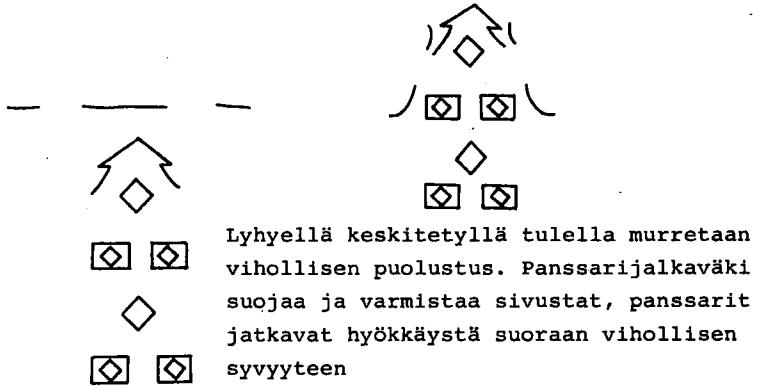 Lyhyellä keskitetyllä tulella murretaan
vihollisen puolustus. Panssarijalkaväki
suojaa ja varmistaa sivustat, panssarit
jatkavat hyökkäystä suoraan vihollisen
syvyyteen